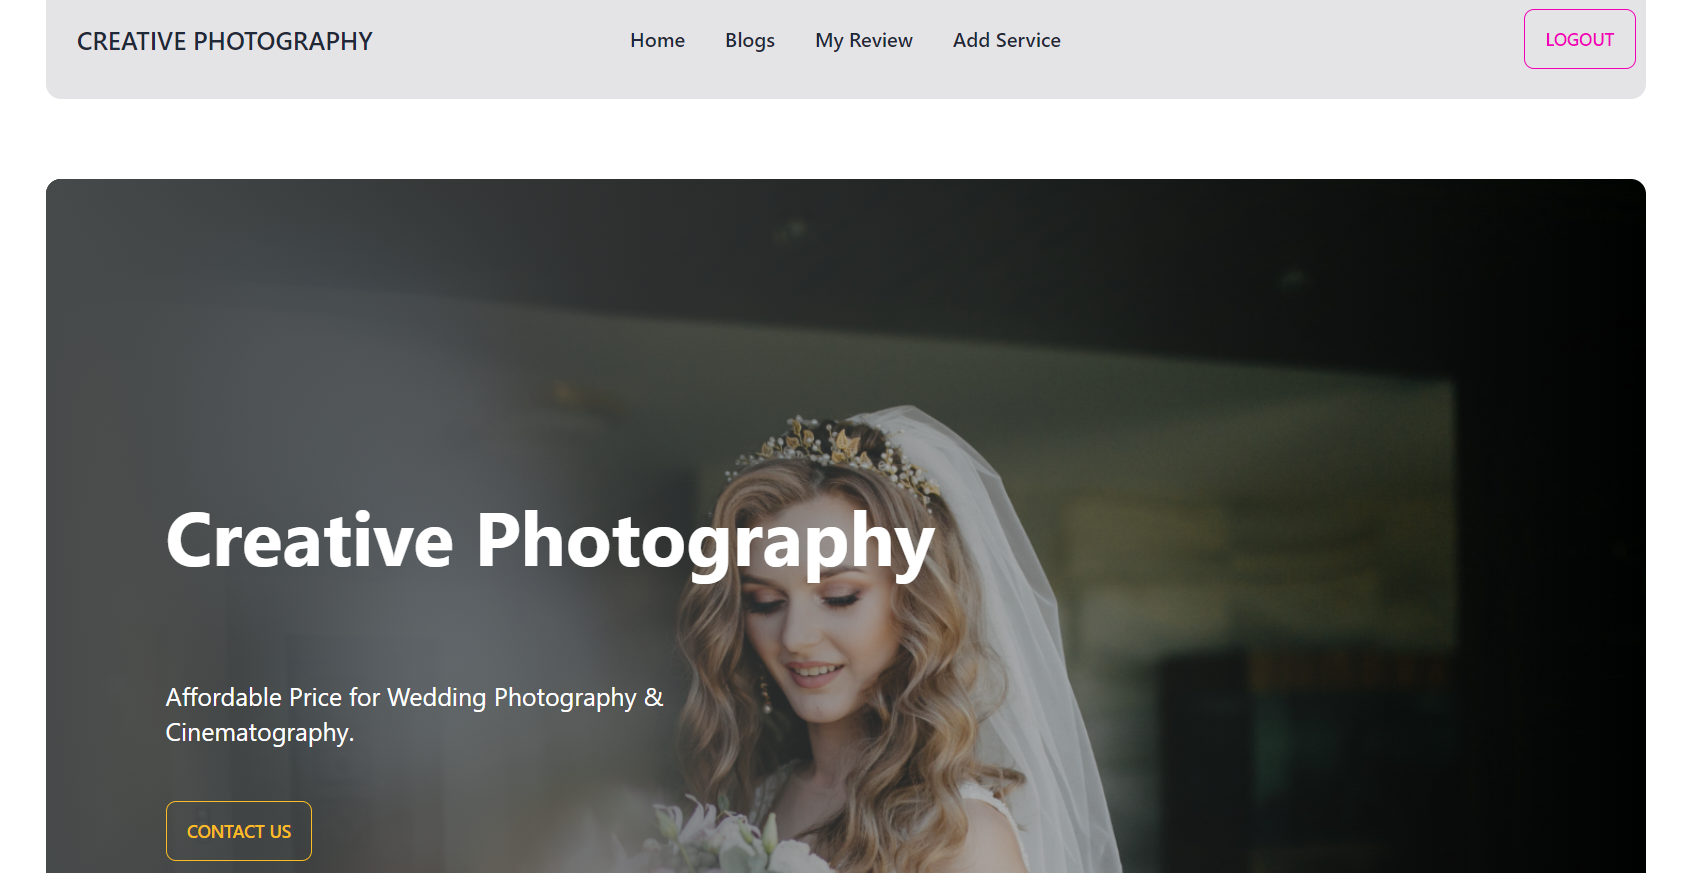 CREATIVE PHOTOGRAPHY
Home
Blogs
My Review
Add Service
LOGOUT
Creative Photography
Affordable Price for Wedding Photography &
Cinematography.
CONTACT US